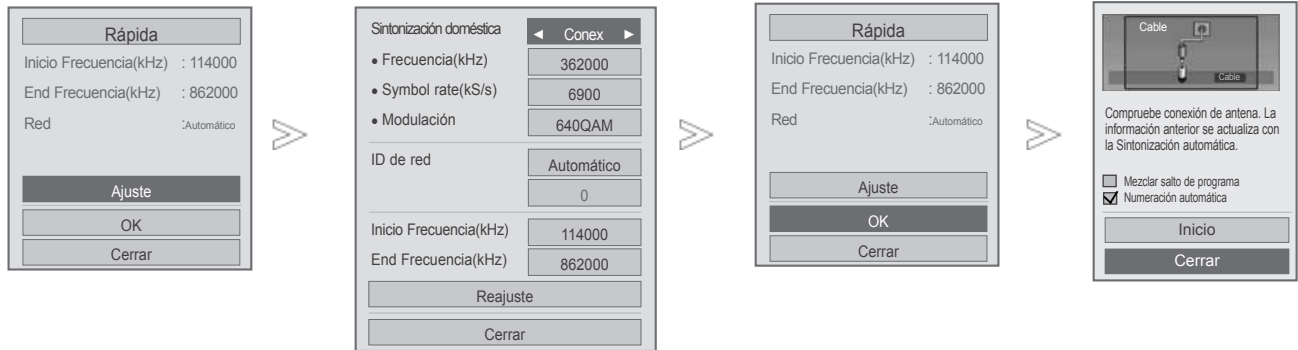 Rápida
Inicio Frecuencia(kHz) : 114000
End Frecuencia(kHz) : 862000
Red :Automático
Ajuste
OK
Cerrar
Sintonización doméstica ◄ Conex ►
• Frecuencia(kHz) 362000
• Symbol rate(kS/s) 6900
• Modulación 640QAM
ID de red Automático
0
Inicio Frecuencia(kHz) 114000
End Frecuencia(kHz) 862000
Reajuste
Cerrar
Rápida
Inicio Frecuencia(kHz) : 114000
End Frecuencia(kHz) : 862000
Red :Automático
Ajuste
OK
Cerrar
Cable
Cable
Compruebe conexión de antena. La
información anterior se actualiza con
la Sintonización automática.
Mezclar salto de programa
Numeración automática
Inicio
Cerrar